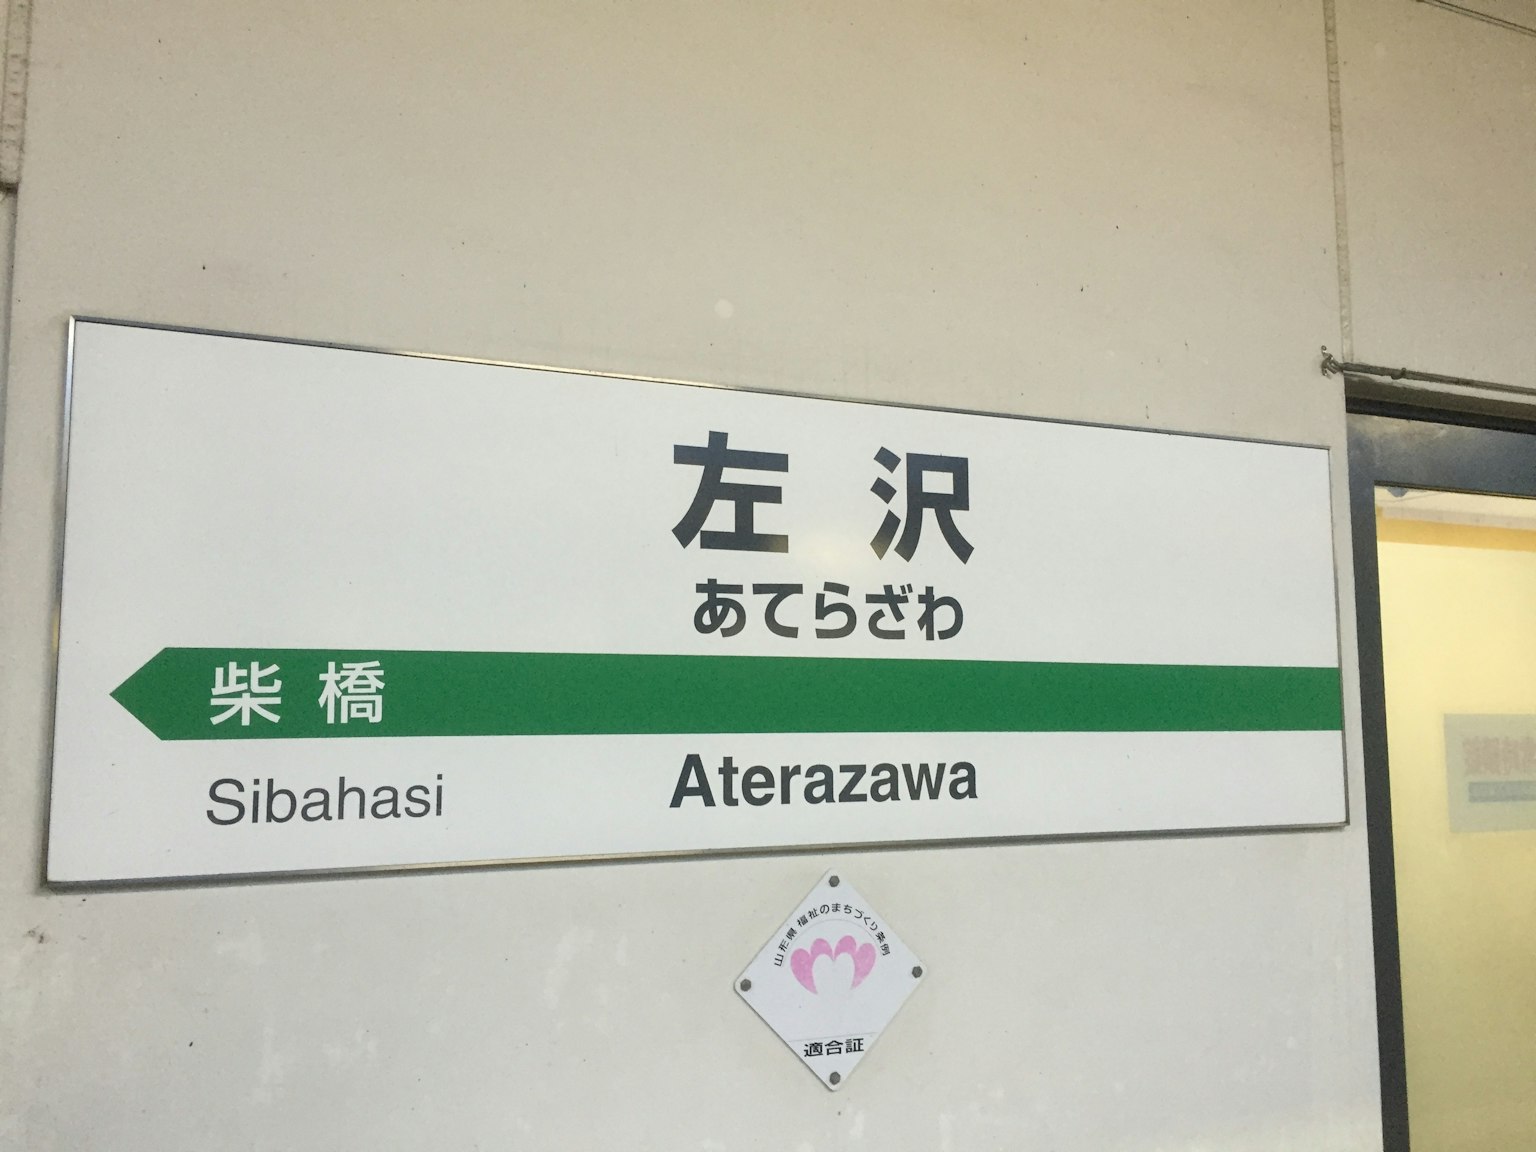 左沢
あてらざわ
柴橋
Sibahasi
Aterazawa
山形県 福祉のまちづくり条例
適合証